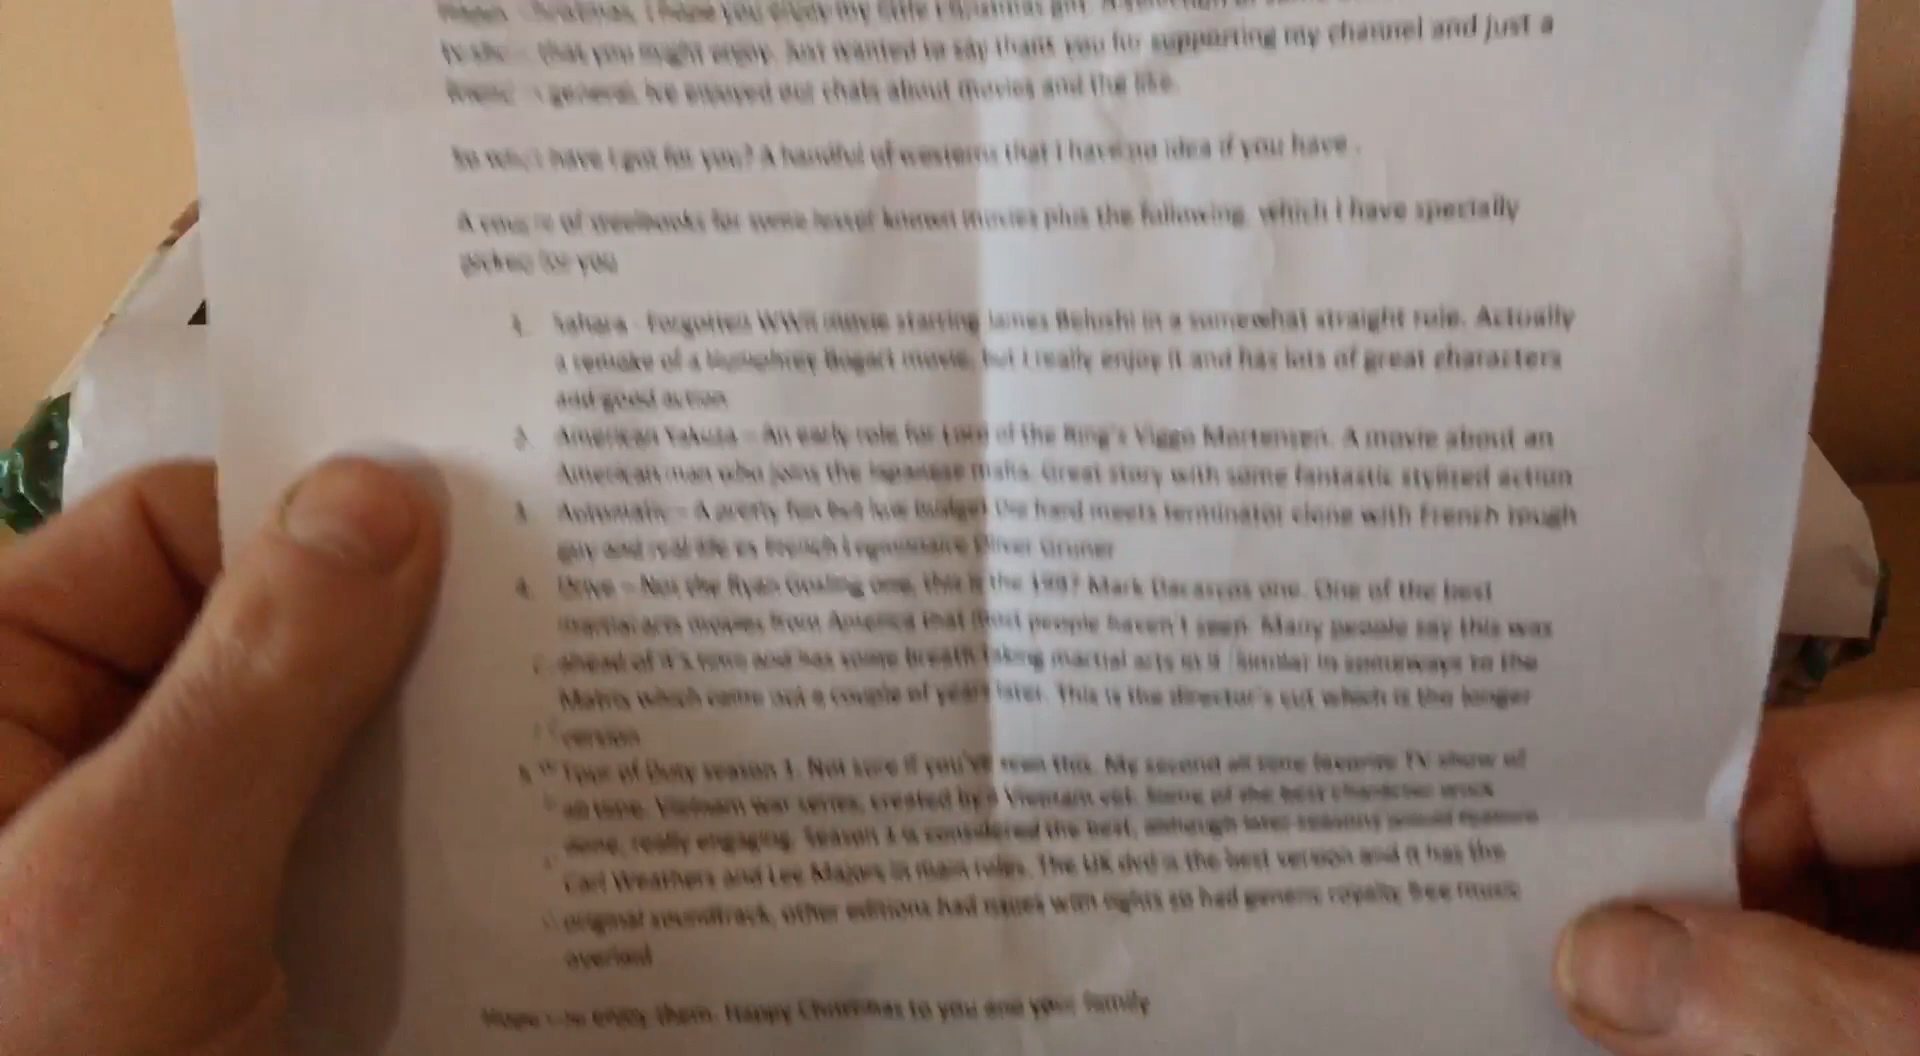 Christmas, I hope you enjoy my little Christmas gift. A selection of some
that you might enjoy. Just wanted to say thank you for supporting my channel and just a
general, ive enjoyed our chats about movies and the like.
So what have I got for you? A handful of westerns that I have no idea if you have .
A couple of steelbooks for some lesser known movies plus the following, which I have specially
picked for you
1. Sahara - Forgotten WWII movie starring James Belushi in a somewhat straight role. Actually
a remake of a Humphrey Bogart movie, but I really enjoy it and has lots of great characters
and good action
2. American Yakuza – An early role for Lord of the Ring's Viggo Mortensen. A movie about an
American man who joins the Japanese mafia. Great story with some fantastic stylised action
3. Automatic – A pretty fun but low budget Die hard meets terminator clone with French tough
guy and real life ex French Legionnaire Oliver Gruner
4. Drive – Not the Ryan Gosling one, this is the 1997 Mark Dacascos one. One of the best
martial arts movies from America that most people haven't seen. Many people say this was
ahead of it's time and has some breath taking martial arts in it. Similar in someways to the
Matrix which came out a couple of years later. This is the director's cut which is the longer
version
5. Tour of Duty season 1. Not sure if you've seen this. My second all time favorite TV show of
all time. Vietnam war series, created by a Vietnam vet. Some of the best character work
done, really engaging. Season 1 is considered the best, although later seasons would feature
Carl Weathers and Lee Majors in main roles. The UK dvd is the best version and it has the
original soundtrack, other editions had issues with rights so had generic royalty free music
overlaid
Hope you enjoy them. Happy Christmas to you and your family